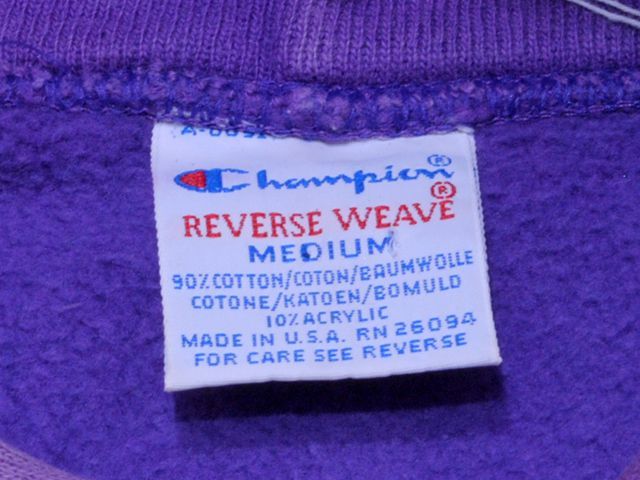 Champion®
REVERSE WEAVE®
MEDIUM
90% COTTON/COTON/BAUMWOLLE
COTONE/KATOEN/BOMULD
10% ACRYLIC
MADE IN U.S.A. RN 26094
FOR CARE SEE REVERSE